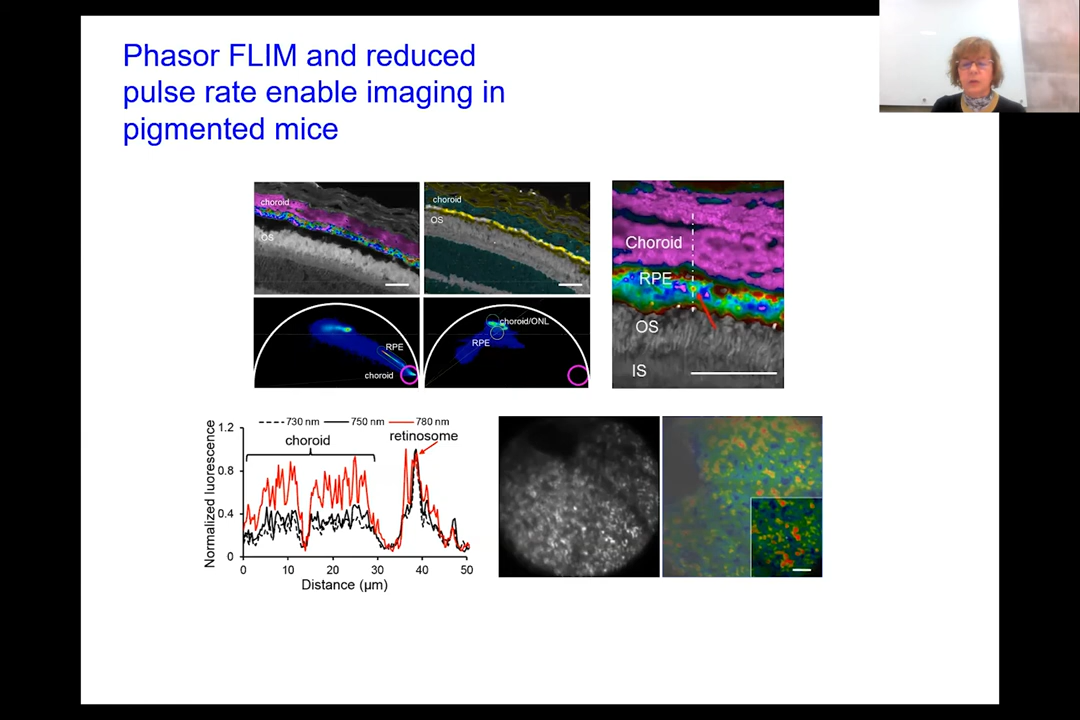 Phasor FLIM and reduced
pulse rate enable imaging in
pigmented mice
choroid
OS
choroid
OS
Choroid
RPE
OS
IS
RPE
choroid
choroid/ONL
RPE
730 nm 750 nm 780 nm
choroid retinosome
Normalized luorescence
1.2
0.8
0.4
0
0 10 20 30 40 50
Distance (µm)